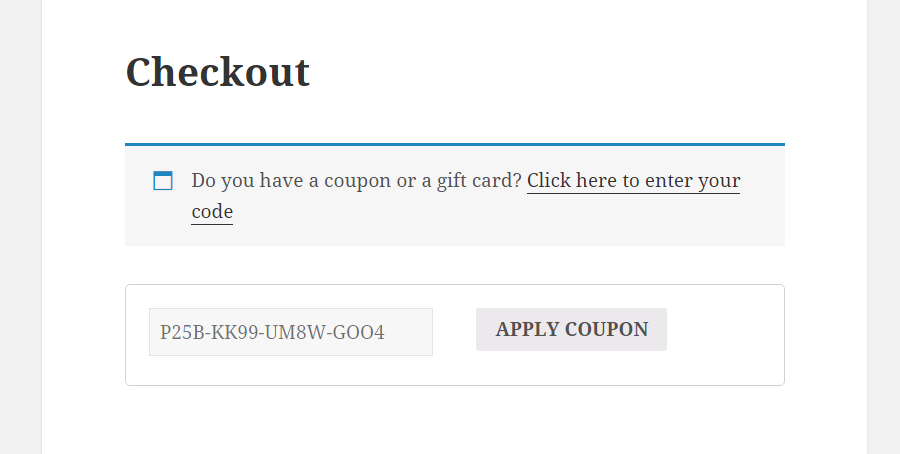 Checkout
Do you have a coupon or a gift card? Click here to enter your
code
P25B-KK99-UM8W-GOO4
APPLY COUPON